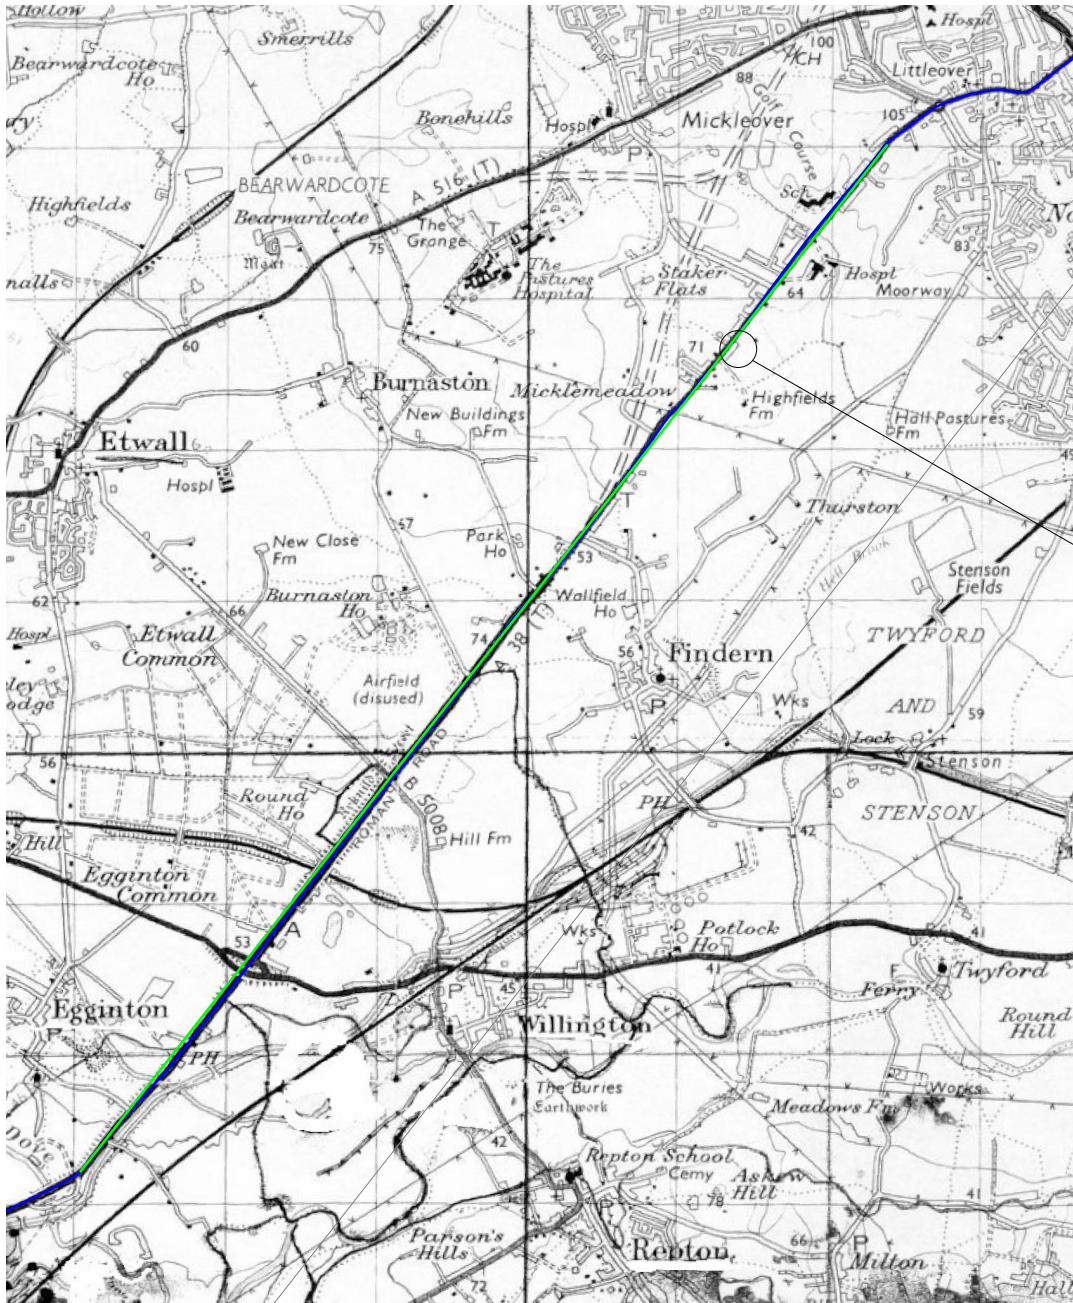 Hollow
Smerrills
100
Hospl
CH
Bearwardcote
Ho
Littleover
88
Golf
Course
Bonehills
105
Hospl
Mickleover
P
A 516 (T)
BEARWARDCOTE
Highfields
Bearwardcote
Sch
The
Grange
T
75
83
Moat
The
Pastures
Hospital
Staker
Flats
Hospl
Moorway
64
nalls
60
71
Burnaston
Micklemeadow
Highfields
Fm
New Buildings
Fm
Hall Pastures
Fm
Etwall
Hospl
T
Thurston
57
New Close
Fm
Park
Ho
53
Hell Brook
Stenson
Fields
Burnaston
Ho
Wallfield
Ho
62
66
Hospl
Etwall
Common
74
A 38 (T)
TWYFORD
56
Findern
Airfield
(disused)
P
Wks
AND
59
ROMAN ROAD
Lock
Stenson
56
Round
Ho
B 5008
PH
Hill
Hill Fm
42
STENSON
Egginton
Common
A
53
Wks
Potlock
Ho
41
41
Twyford
Egginton
P
45
P
F
Ferry
Willington
Round
Hill
PH
The Buries
Earthwork
Works
Meadows Fm
Dove
42
Repton School
Cemy
Askew
Hill
78
41
Parson's
Hills
P
Repton
66
P
Milton
72
Hall